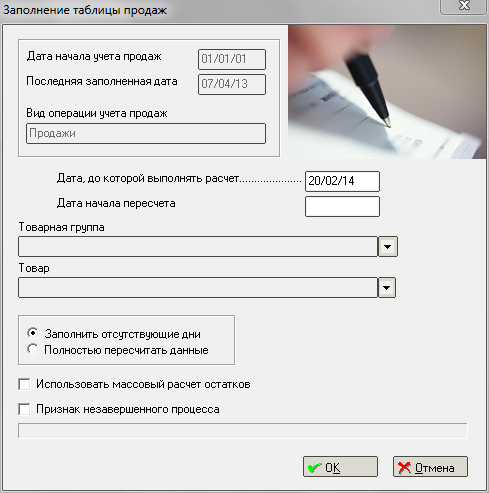 Заполнение таблицы продаж
Дата начала учета продаж 01/01/01
Последняя заполненная дата 07/04/13
Вид операции учета продаж
Продажи
Дата, до которой выполнять расчет..................... 20/02/14
Дата начала пересчета
Товарная группа
Товар
Заполнить отсутствующие дни
Полностью пересчитать данные
Использовать массовый расчет остатков
Признак незавершенного процесса
OK Отмена